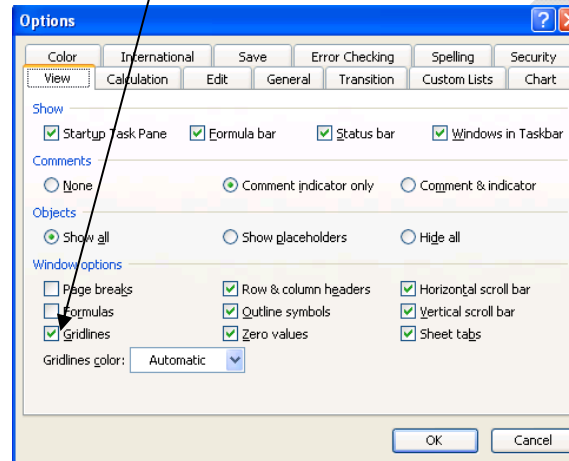 Options
Color International Save Error Checking Spelling Security
View Calculation Edit General Transition Custom Lists Chart
Show
Startup Task Pane Formula bar Status bar Windows in Taskbar
Comments
None Comment indicator only Comment & indicator
Objects
Show all Show placeholders Hide all
Window options
Page breaks Row & column headers Horizontal scroll bar
Formulas Outline symbols Vertical scroll bar
Gridlines Zero values Sheet tabs
Gridlines color: Automatic
OK Cancel